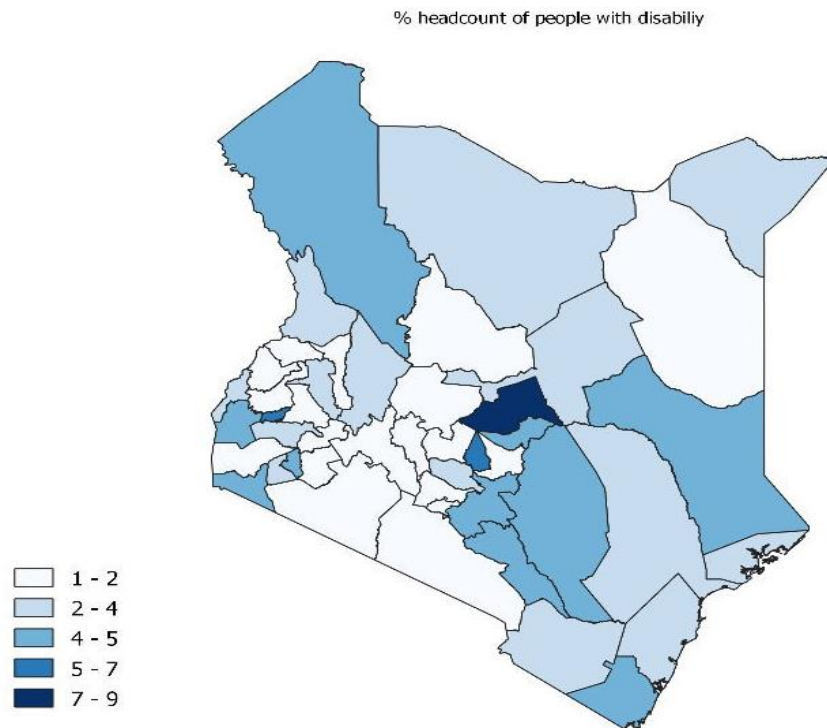 % headcount of people with disabiliy
1 - 2
2 - 4
4 - 5
5 - 7
7 - 9